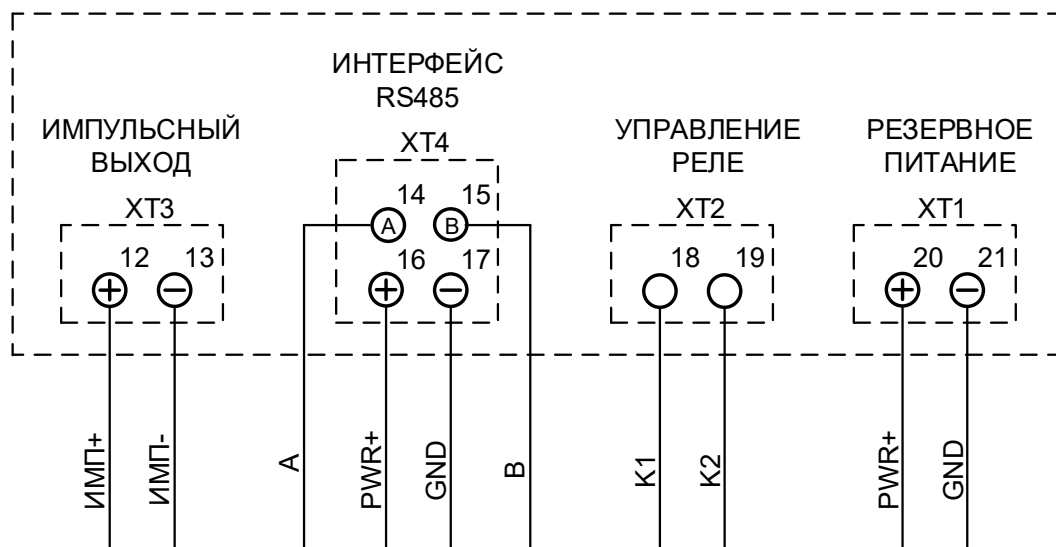 ИМПУЛЬСНЫЙ
ВЫХОД
XT3
12 13
ИМП+
ИМП-
ИНТЕРФЕЙС
RS485
XT4
14 15
A B
16 17
+ −
A
PWR+
GND
B
УПРАВЛЕНИЕ
РЕЛЕ
XT2
18 19
K1
K2
РЕЗЕРВНОЕ
ПИТАНИЕ
XT1
20 21
+ −
PWR+
GND